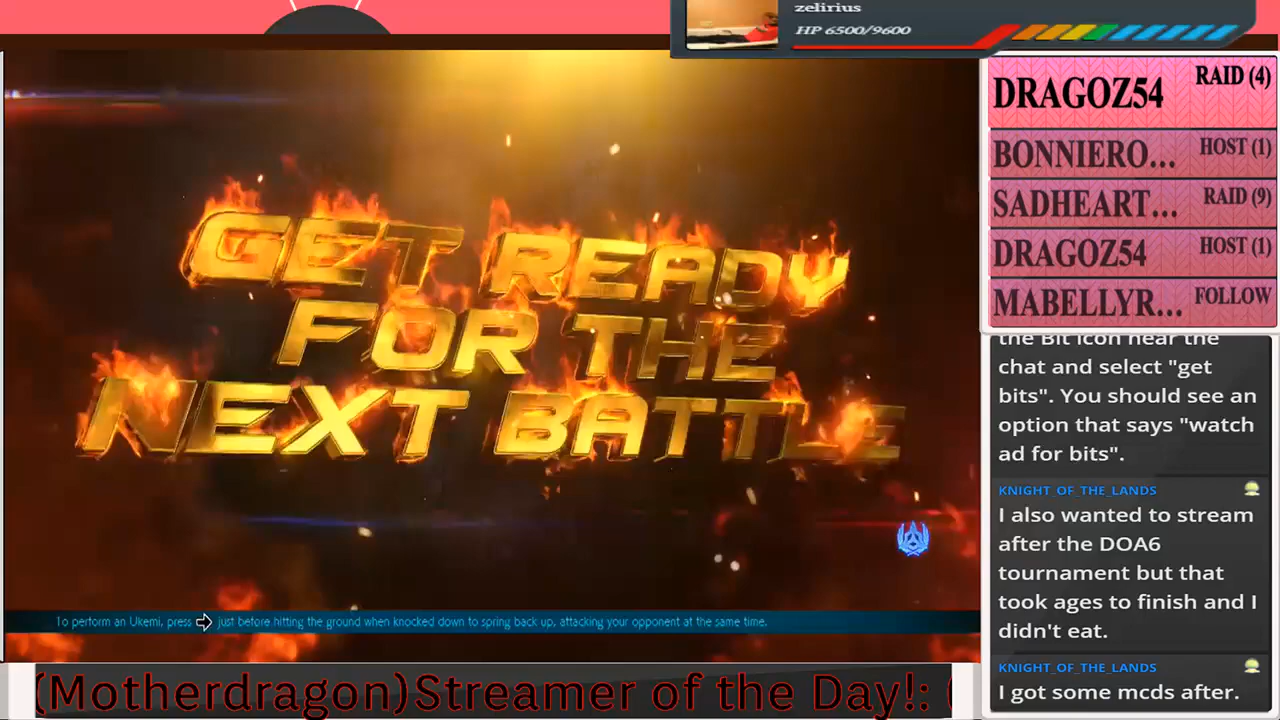 zelirius
HP 6500/9600
DRAGOZ54 RAID (4)
BONNIERO... HOST (1)
SADHEART... RAID (9)
DRAGOZ54 HOST (1)
MABELLYR... FOLLOW
GET READY
FOR THE
NEXT BATTLE
the Bit icon near the
chat and select "get
bits". You should see an
option that says "watch
ad for bits".
KNIGHT_OF_THE_LANDS
I also wanted to stream
after the DOA6
tournament but that
took ages to finish and I
didn't eat.
KNIGHT_OF_THE_LANDS
I got some mcds after.
To perform an Ukemi, press ⇨ just before hitting the ground when knocked down to spring back up, attacking your opponent at the same time.
(Motherdragon)Streamer of the Day!: (